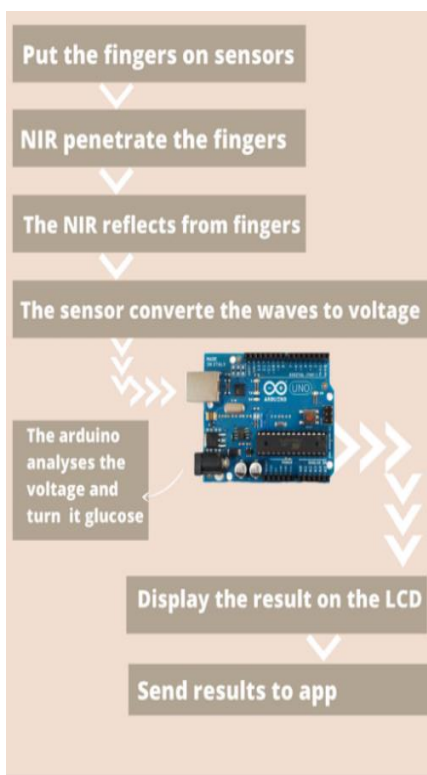 Put the fingers on sensors
NIR penetrate the fingers
The NIR reflects from fingers
The sensor converte the waves to voltage
ARDUINO
UNO
The arduino
analyses the
voltage and
turn it glucose
Display the result on the LCD
Send results to app